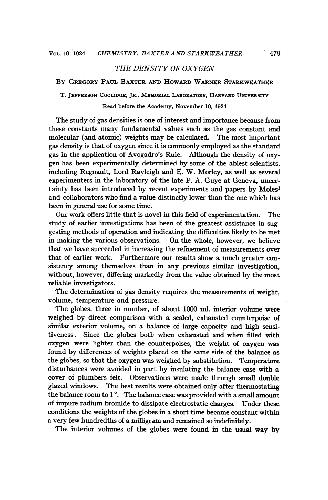 VOL. 10, 1924 CHEMISTRY: BAXTER AND STARKWEATHER 479
THE DENSITY OF OXYGEN
BY GREGORY PAUL BAXTER AND HOWARD WARNER STARKWEATHER
T. JEFFERSON COOLIDGE, JR., MEMORIAL LABORATORY, HARVARD UNIVERSITY
Read before the Academy, November 10, 1924
The study of gas densities is one of interest and importance because from
these constants many fundamental values such as the gas constant and
molecular (and atomic) weights may be calculated. The most important
gas density is that of oxygen since it is commonly employed as the standard
gas in the application of Avogadro's Rule. Although the density of oxy-
gen has been experimentally determined by some of the ablest scientists,
including Regnault, Lord Rayleigh and E. W. Morley, as well as several
experimenters in the laboratory of the late P. A. Guye at Geneva, uncer-
tainty has been introduced by recent experiments and papers by Moles¹
and collaborators who find a value distinctly lower than the one which has
been in general use for some time.
Our work offers little that is novel in this field of experimentation. The
study of earlier investigations has been of the greatest assistance in sug-
gesting methods of operation and indicating the difficulties likely to be met
in making the various observations. On the whole, however, we believe
that we have succeeded in increasing the refinement of measurements over
that of earlier work. Furthermore our results show a much greater con-
sistency among themselves than in any previous similar investigation,
without, however, differing markedly from the value obtained by the most
reliable investigators.
The determination of gas density requires the measurements of weight,
volume, temperature and pressure.
The globes, three in number, of about 1000 ml. interior volume were
weighed by direct comparison with a sealed, exhausted counterpoise of
similar exterior volume, on a balance of large capacity and high sensi-
tiveness. Since the globes both when exhausted and when filled with
oxygen were lighter than the counterpoises, the weight of oxygen was
found by differences of weights placed on the same side of the balance as
the globes, so that the oxygen was weighed by substitution. Temperature
disturbances were avoided in part by insulating the balance case with a
cover of plumbers felt. Observations were made through small double
glazed windows. The best results were obtained only after thermostating
the balance room to 1°. The balance case was provided with a small amount
of impure radium bromide to dissipate electrostatic charges. Under these
conditions the weights of the globes in a short time became constant within
a very few hundredths of a milligram and remained so indefinitely.
The interior volumes of the globes were found in the usual way by